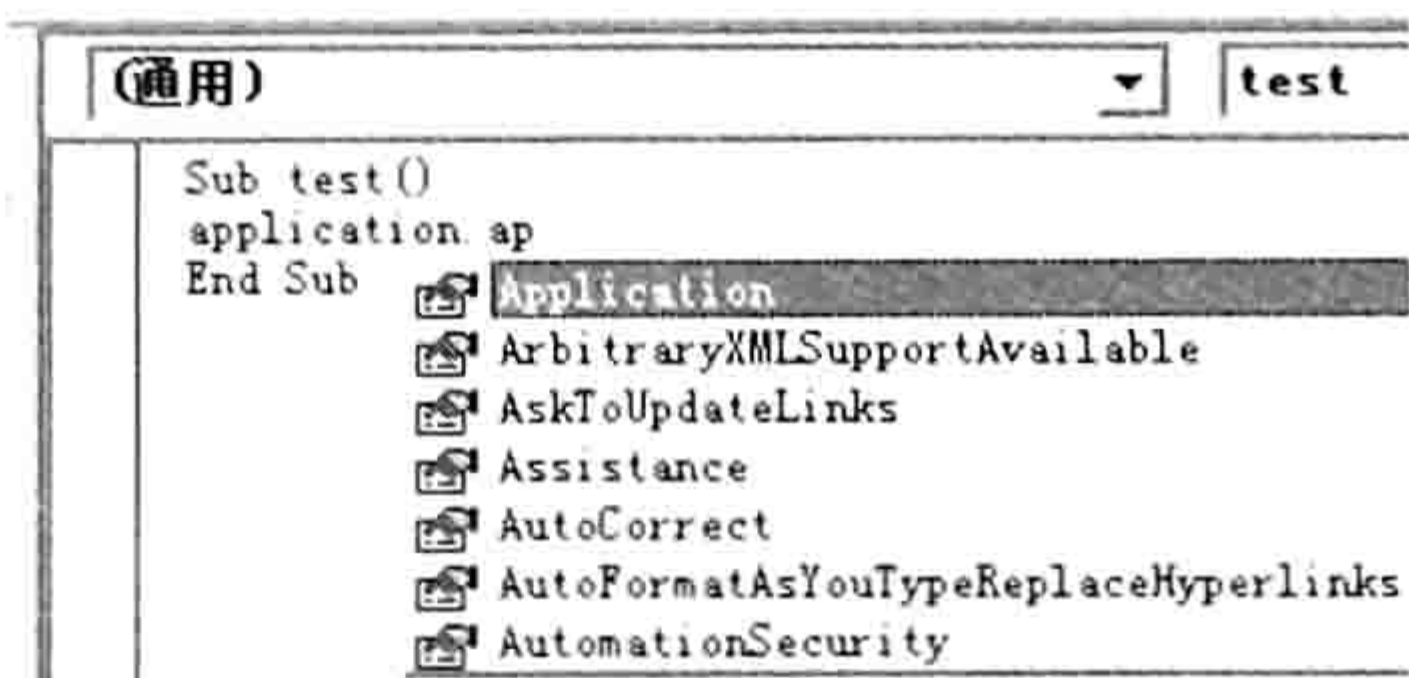 (通用) test
Sub test()
application.ap
End Sub
Application
ArbitraryXMLSupportAvailable
AskToUpdateLinks
Assistance
AutoCorrect
AutoFormatAsYouTypeReplaceHyperlinks
AutomationSecurity